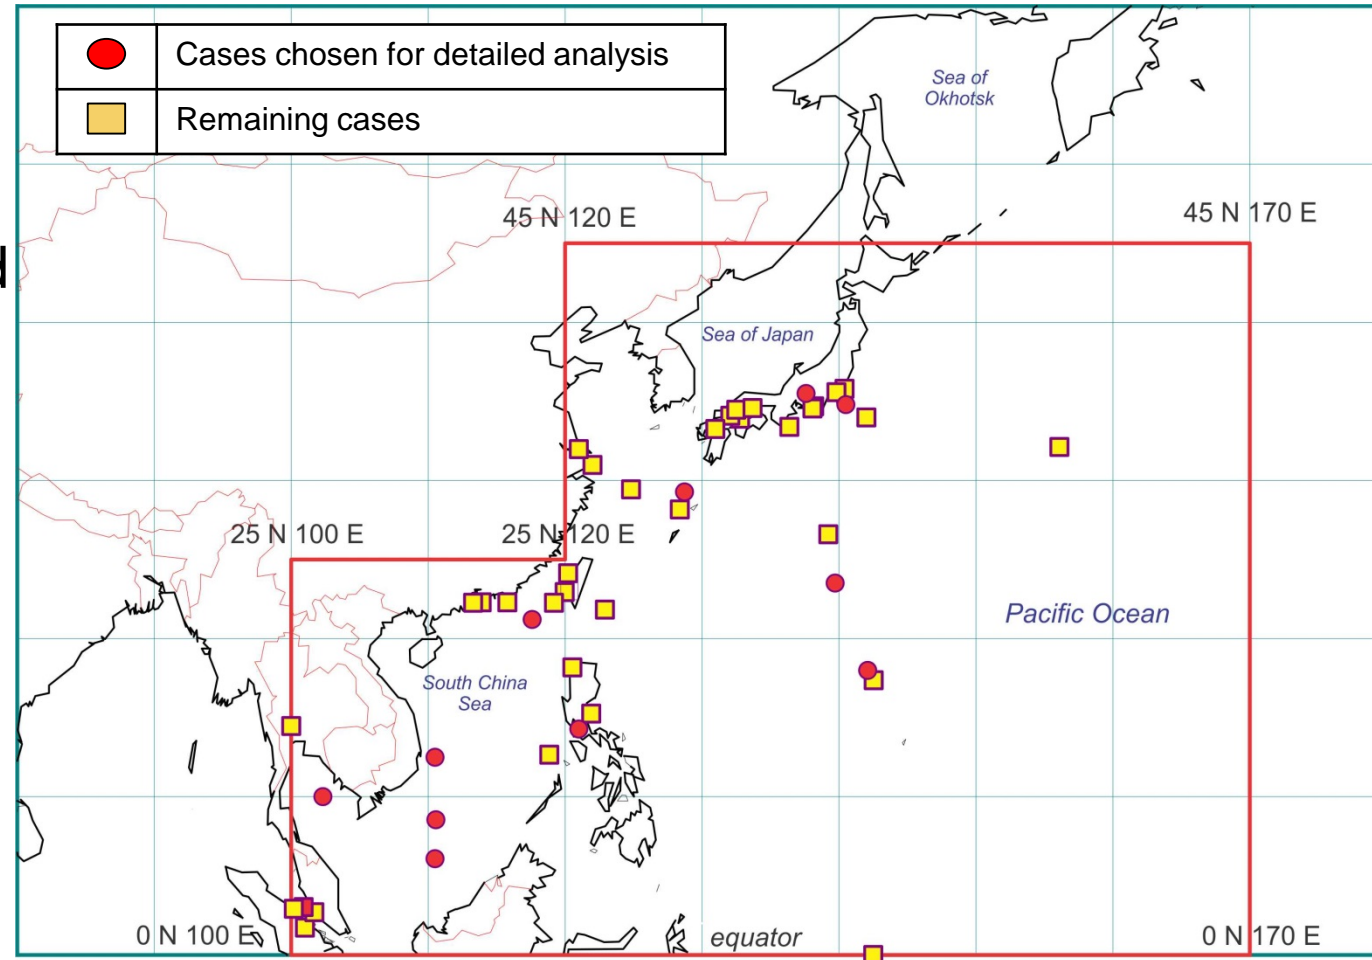 Cases chosen for detailed analysis
Remaining cases
Sea of
Okhotsk
45 N 120 E
45 N 170 E
d
Sea of Japan
25 N 100 E
25 N 120 E
Pacific Ocean
South China
Sea
0 N 100 E
equator
0 N 170 E